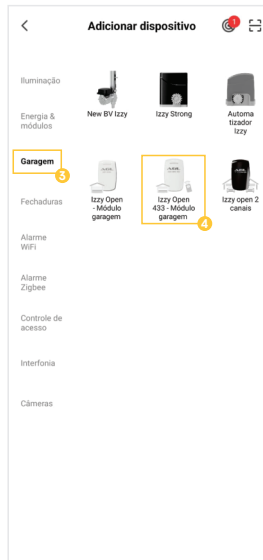 Adicionar dispositivo
1
Iluminação
Energia &
módulos
Garagem
3
Fechaduras
Alarme
WiFi
Alarme
Zigbee
Controle de
acesso
Interfonia
Câmeras
New BV Izzy
Izzy Strong
Automa
tizador
Izzy
Izzy Open
- Módulo
garagem
Izzy Open
433 - Módulo
garagem
4
Izzy open 2
canais